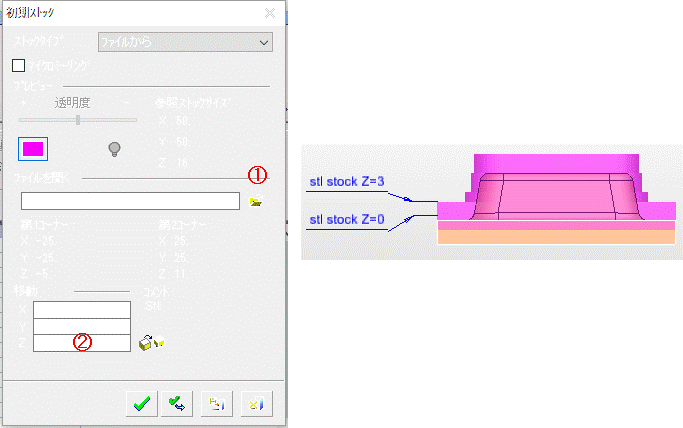 初期ｽﾄｯｸ
ｽﾄｯｸﾀｲﾌﾟ
ﾌｧｲﾙから
ﾏｲｸﾛﾐｰﾘﾝｸﾞ
ﾌﾟﾚﾋﾞｭｰ
+ 透明度 -
参照ｽﾄｯｸｻｲｽﾞ
X 50.
Y 50.
Z 16.
ﾌｧｲﾙを開く
①
第1ｺｰﾅｰ 第2ｺｰﾅｰ
X -25. X 25.
Y -25. Y 25.
Z -5. Z 11.
移動 ｺﾒﾝﾄ
X Stl
Y
Z ②
stl stock Z=3
stl stock Z=0